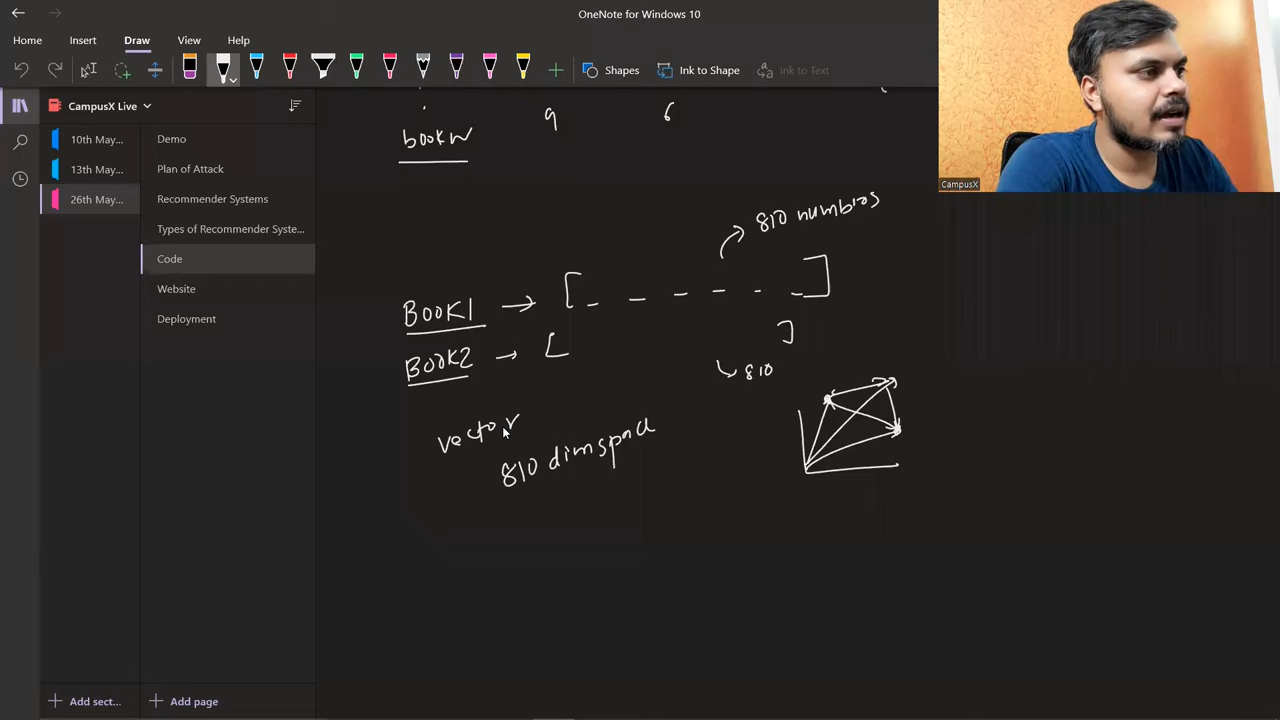 OneNote for Windows 10
Home Insert Draw View Help
Shapes Ink to Shape Ink to Text
CampusX Live
10th May...
13th May...
26th May...
Demo
Plan of Attack
Recommender Systems
Types of Recommender Syste...
Code
Website
Deployment
9 6
CampusX
810 numbros
BOOK1 → [ _ _ _ _ _ _ ]
BOOK2 → [ ]
810
vector
810 dim space
Add sect...
Add page